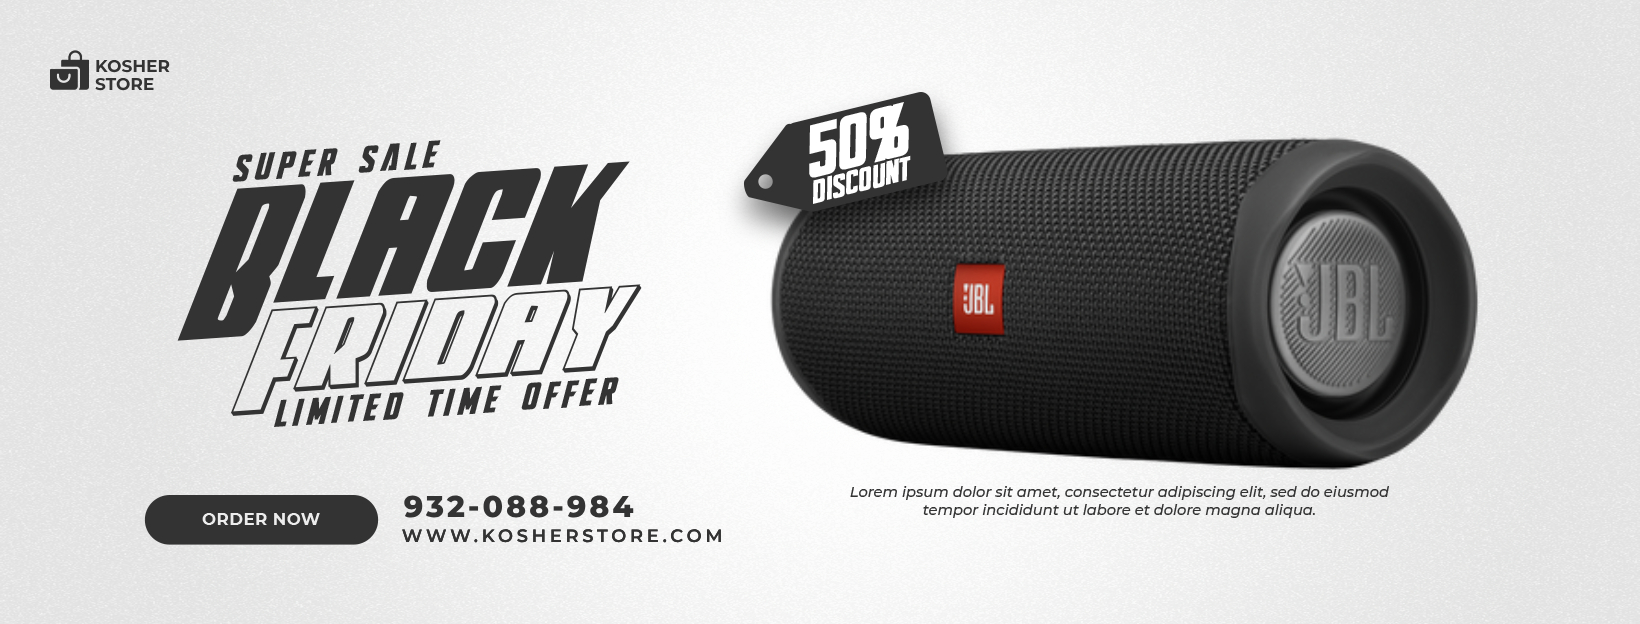 KOSHER
STORE
SUPER SALE
BLACK
FRIDAY
LIMITED TIME OFFER
ORDER NOW
932-088-984
WWW.KOSHERSTORE.COM
50%
DISCOUNT
JBL
JBL
Lorem ipsum dolor sit amet, consectetur adipiscing elit, sed do eiusmod
tempor incididunt ut labore et dolore magna aliqua.